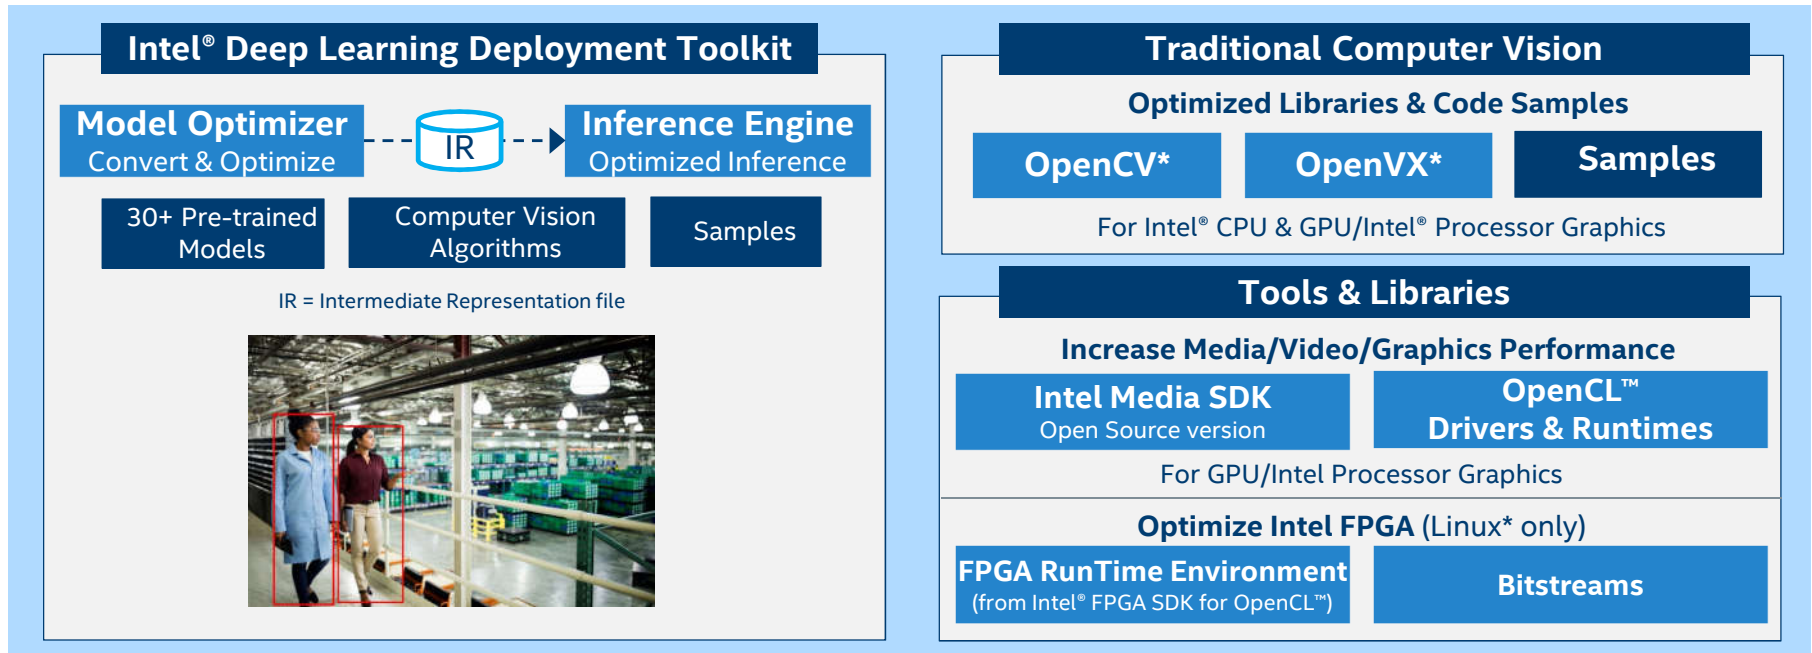 Intel® Deep Learning Deployment Toolkit
Model Optimizer
Convert & Optimize
IR
Inference Engine
Optimized Inference
30+ Pre-trained
Models
Computer Vision
Algorithms
Samples
IR = Intermediate Representation file
Traditional Computer Vision
Optimized Libraries & Code Samples
OpenCV*
OpenVX*
Samples
For Intel® CPU & GPU/Intel® Processor Graphics
Tools & Libraries
Increase Media/Video/Graphics Performance
Intel Media SDK
Open Source version
OpenCL™
Drivers & Runtimes
For GPU/Intel Processor Graphics
Optimize Intel FPGA (Linux* only)
FPGA RunTime Environment
(from Intel® FPGA SDK for OpenCL™)
Bitstreams